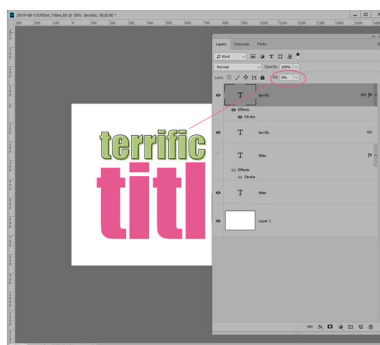 Layers Channels Paths
Kind
Normal Opacity: 100%
Lock: Fill: 0%
terrific
Effects
Stroke
terrific
titles
Effects
Stroke
titles
Layer 1
terrific
titl